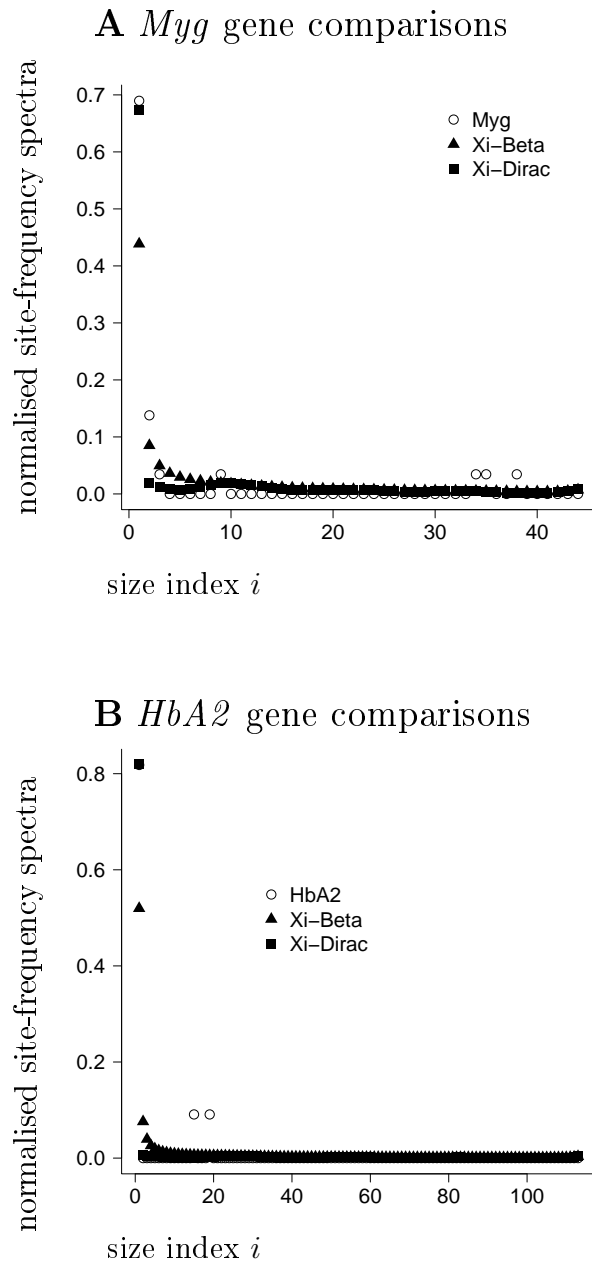 A Myg gene comparisons
normalised site-frequency spectra
0.7
0.6
0.5
0.4
0.3
0.2
0.1
0.0
Myg
Xi−Beta
Xi−Dirac
0 10 20 30 40
size index i
B HbA2 gene comparisons
normalised site-frequency spectra
0.8
0.6
0.4
0.2
0.0
HbA2
Xi−Beta
Xi−Dirac
0 20 40 60 80 100
size index i